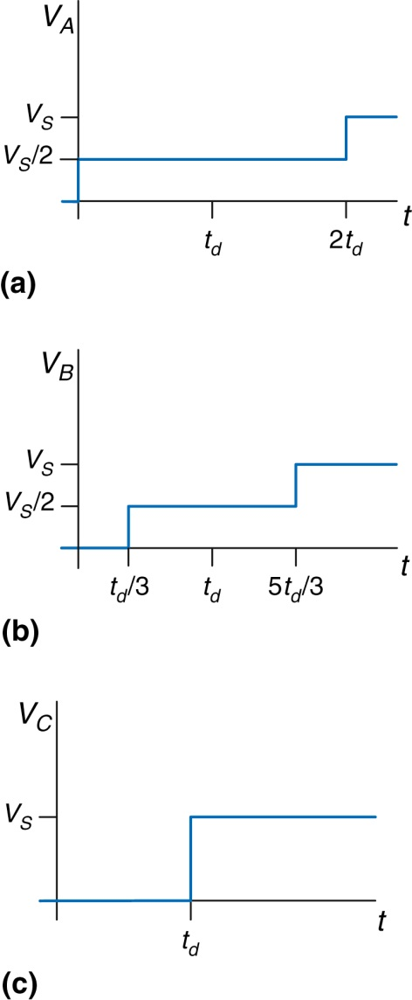 V_A
V_S
V_S/2
t
t_d
2t_d
(a)
V_B
V_S
V_S/2
t
t_d/3
t_d
5t_d/3
(b)
V_C
V_S
t
t_d
(c)